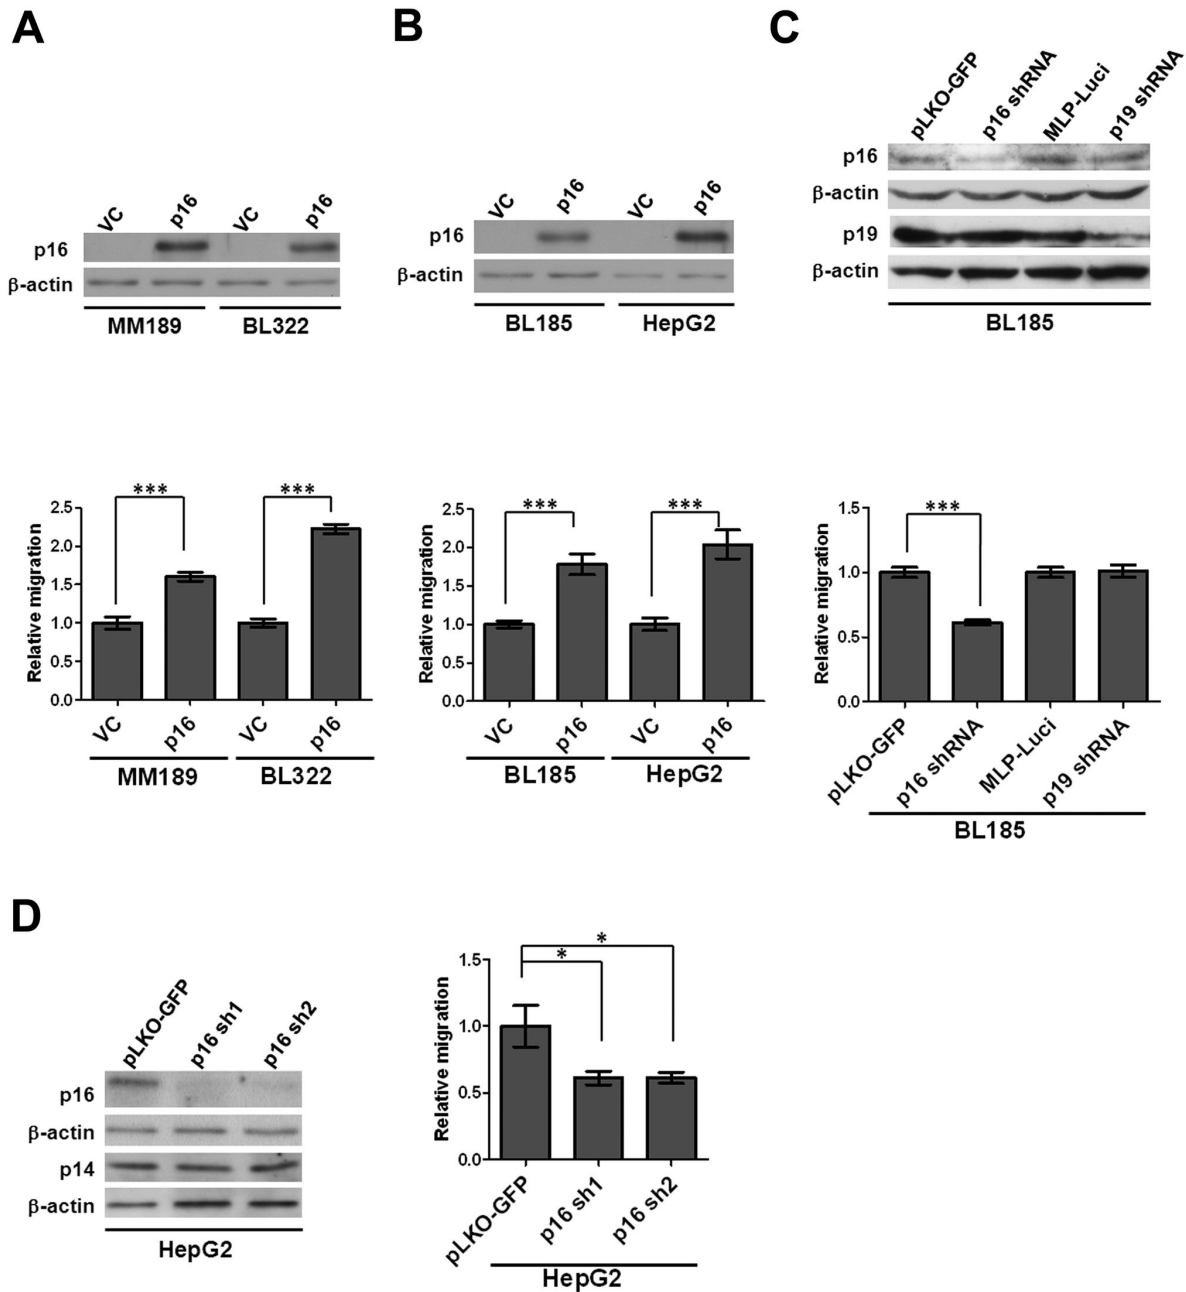 A
VC
p16
VC
p16
p16
β-actin
MM189
BL322
Relative migration
2.5
2.0
1.5
1.0
0.5
0.0
***
***
VC
p16
VC
p16
MM189
BL322
B
VC
p16
VC
p16
p16
β-actin
BL185
HepG2
Relative migration
2.5
2.0
1.5
1.0
0.5
0.0
***
***
VC
p16
VC
p16
BL185
HepG2
C
pLKO-GFP
p16 shRNA
MLP-Luci
p19 shRNA
p16
β-actin
p19
β-actin
BL185
Relative migration
1.5
1.0
0.5
0.0
***
pLKO-GFP
p16 shRNA
MLP-Luci
p19 shRNA
BL185
D
pLKO-GFP
p16 sh1
p16 sh2
p16
β-actin
p14
β-actin
HepG2
Relative migration
1.5
1.0
0.5
0.0
*
*
pLKO-GFP
p16 sh1
p16 sh2
HepG2